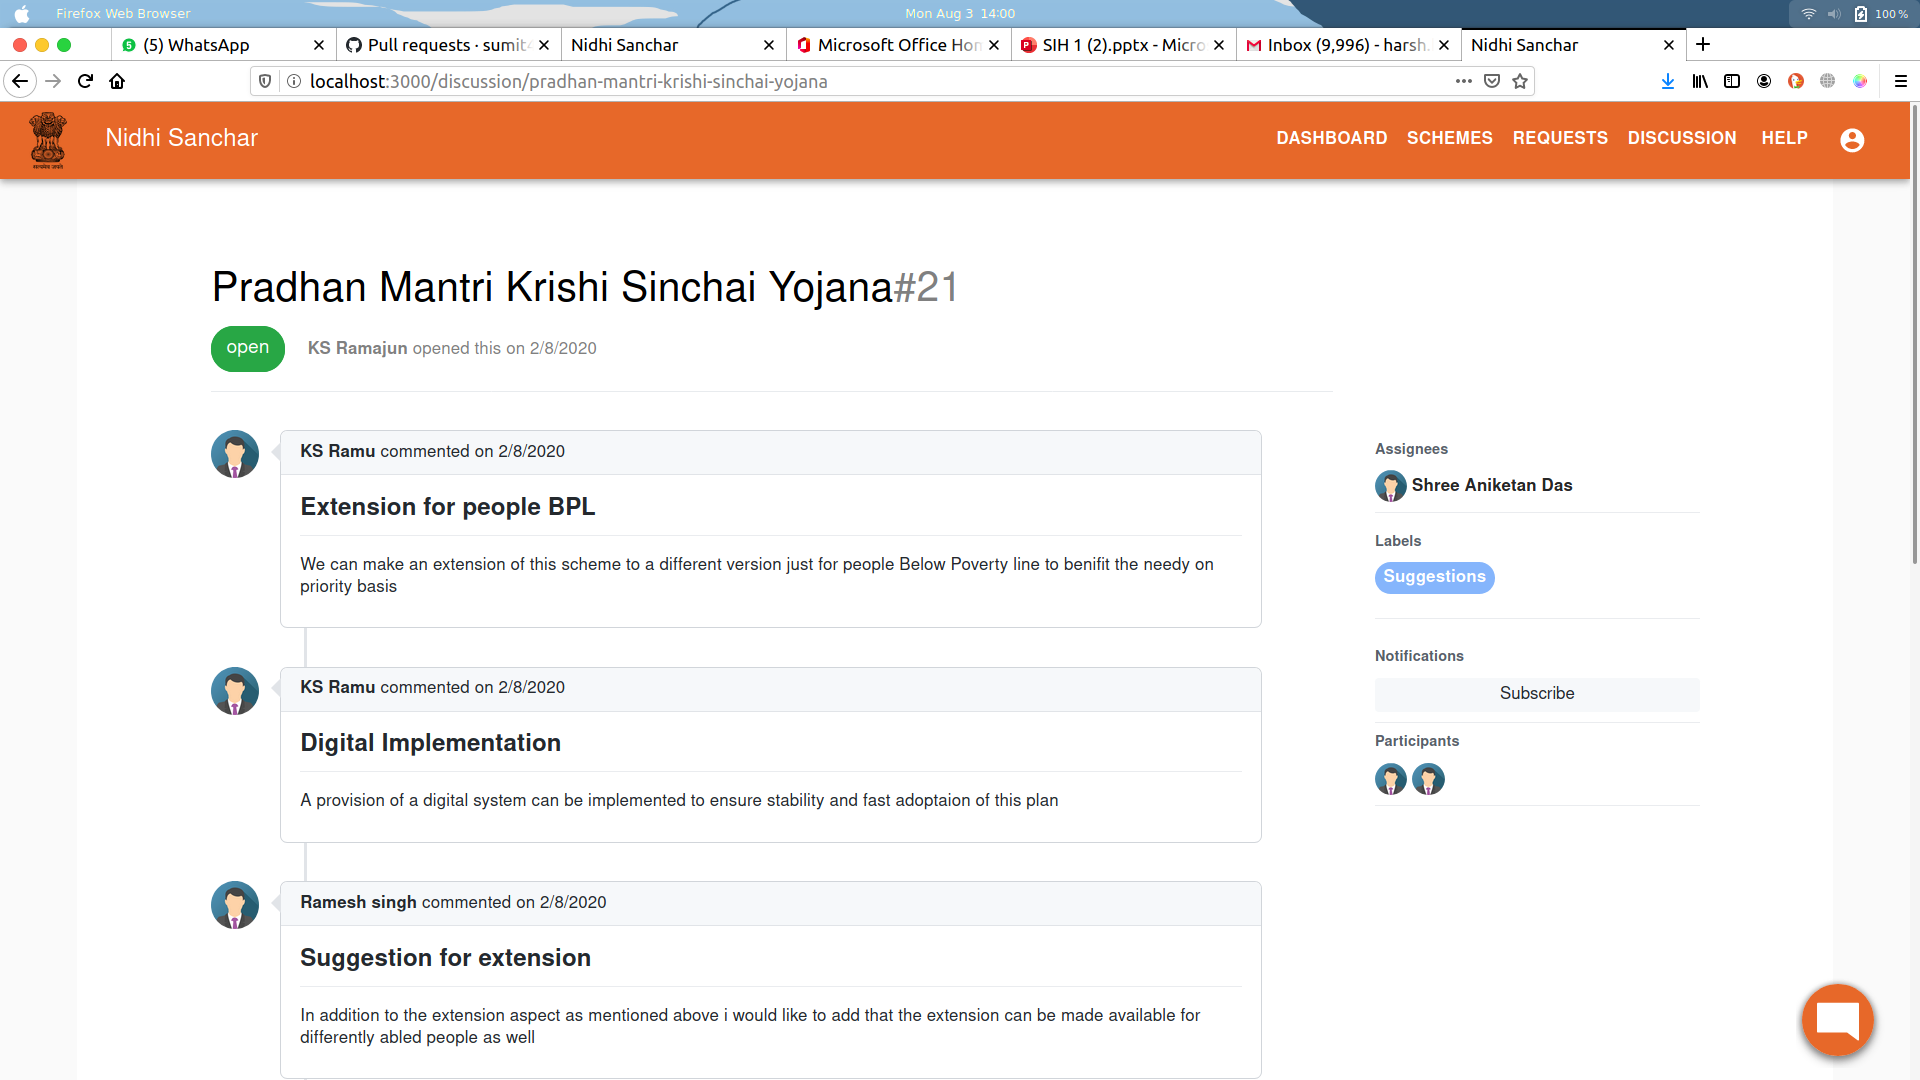 Firefox Web Browser
Mon Aug 3 14:00
100 %
(5) WhatsApp
Pull requests · sumit
Nidhi Sanchar
Microsoft Office Hom
SIH 1 (2).pptx - Micro
Inbox (9,996) - harsh.
Nidhi Sanchar
localhost:3000/discussion/pradhan-mantri-krishi-sinchai-yojana
Nidhi Sanchar
DASHBOARD SCHEMES REQUESTS DISCUSSION HELP
Pradhan Mantri Krishi Sinchai Yojana#21
open
KS Ramajun opened this on 2/8/2020
KS Ramu commented on 2/8/2020
Extension for people BPL
We can make an extension of this scheme to a different version just for people Below Poverty line to benifit the needy on
priority basis
KS Ramu commented on 2/8/2020
Digital Implementation
A provision of a digital system can be implemented to ensure stability and fast adoptaion of this plan
Ramesh singh commented on 2/8/2020
Suggestion for extension
In addition to the extension aspect as mentioned above i would like to add that the extension can be made available for
differently abled people as well
Assignees
Shree Aniketan Das
Labels
Suggestions
Notifications
Subscribe
Participants